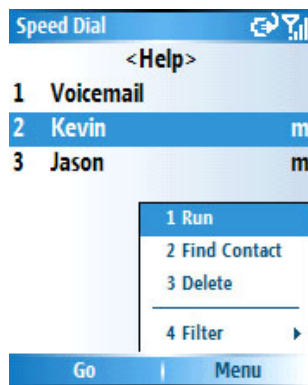 Speed Dial
<Help>
1 Voicemail
2 Kevin m
3 Jason m
1 Run
2 Find Contact
3 Delete
4 Filter
Go Menu